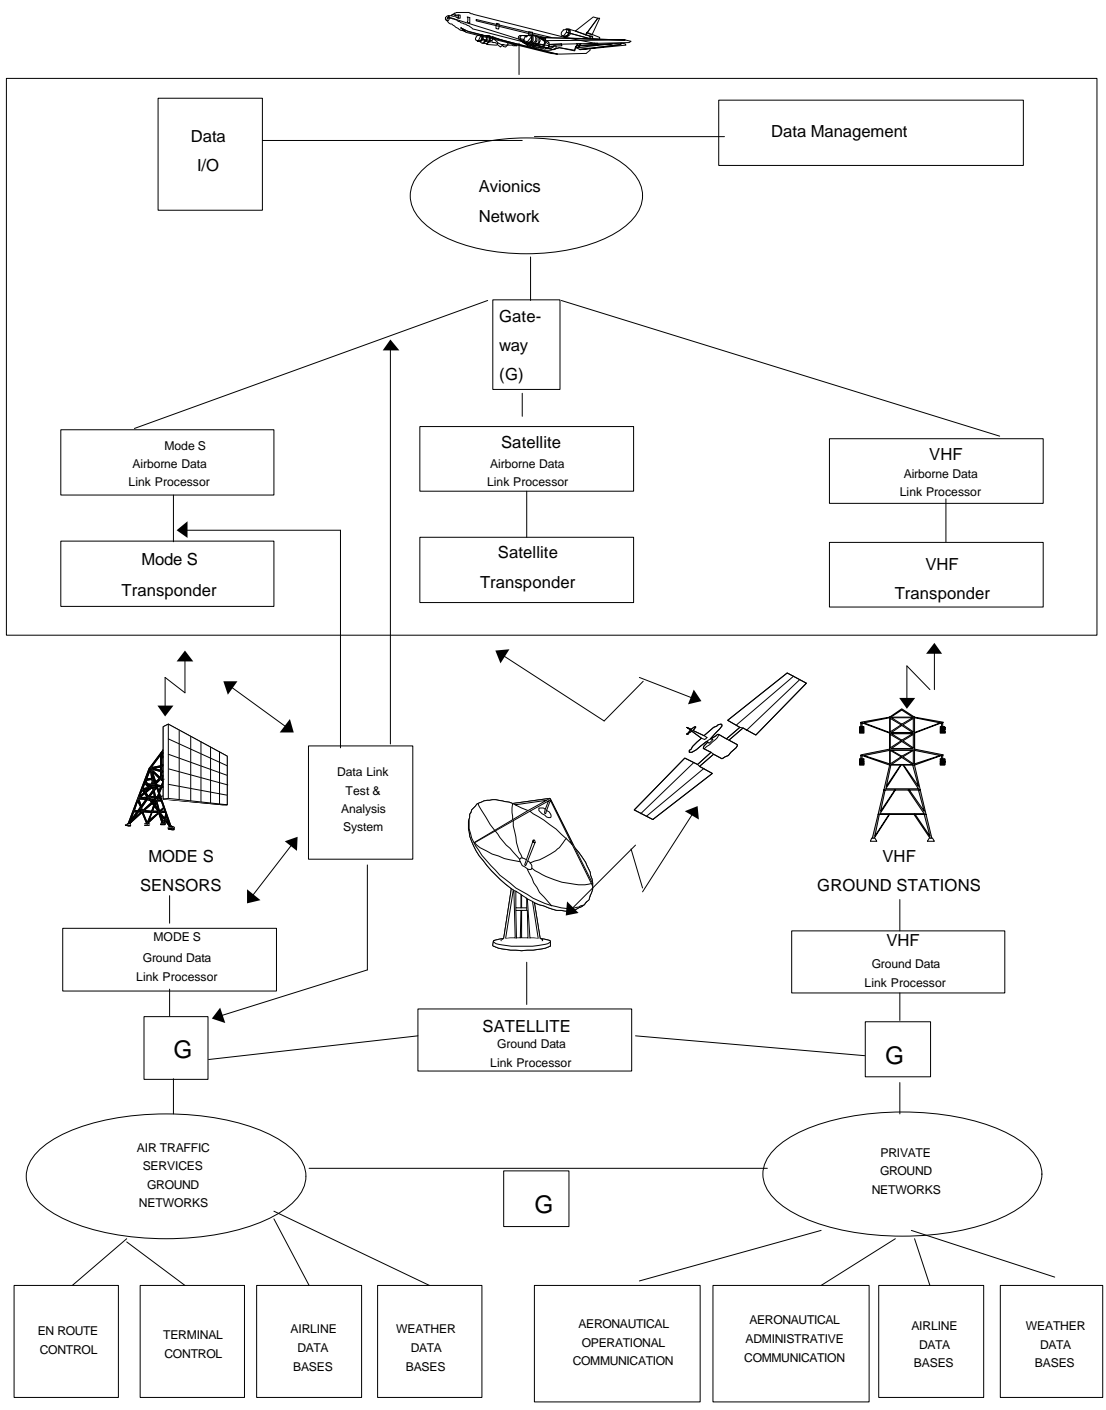 Data
I/O
Data Management
Avionics
Network
Gate-
way
(G)
Mode S
Airborne Data
Link Processor
Satellite
Airborne Data
Link Processor
VHF
Airborne Data
Link Processor
Mode S
Transponder
Satellite
Transponder
VHF
Transponder
Data Link
Test &
Analysis
System
MODE S
SENSORS
VHF
GROUND STATIONS
MODE S
Ground Data
Link Processor
VHF
Ground Data
Link Processor
SATELLITE
Ground Data
Link Processor
G
G
AIR TRAFFIC
SERVICES
GROUND
NETWORKS
PRIVATE
GROUND
NETWORKS
G
EN ROUTE
CONTROL
TERMINAL
CONTROL
AIRLINE
DATA
BASES
WEATHER
DATA
BASES
AERONAUTICAL
OPERATIONAL
COMMUNICATION
AERONAUTICAL
ADMINISTRATIVE
COMMUNICATION
AIRLINE
DATA
BASES
WEATHER
DATA
BASES